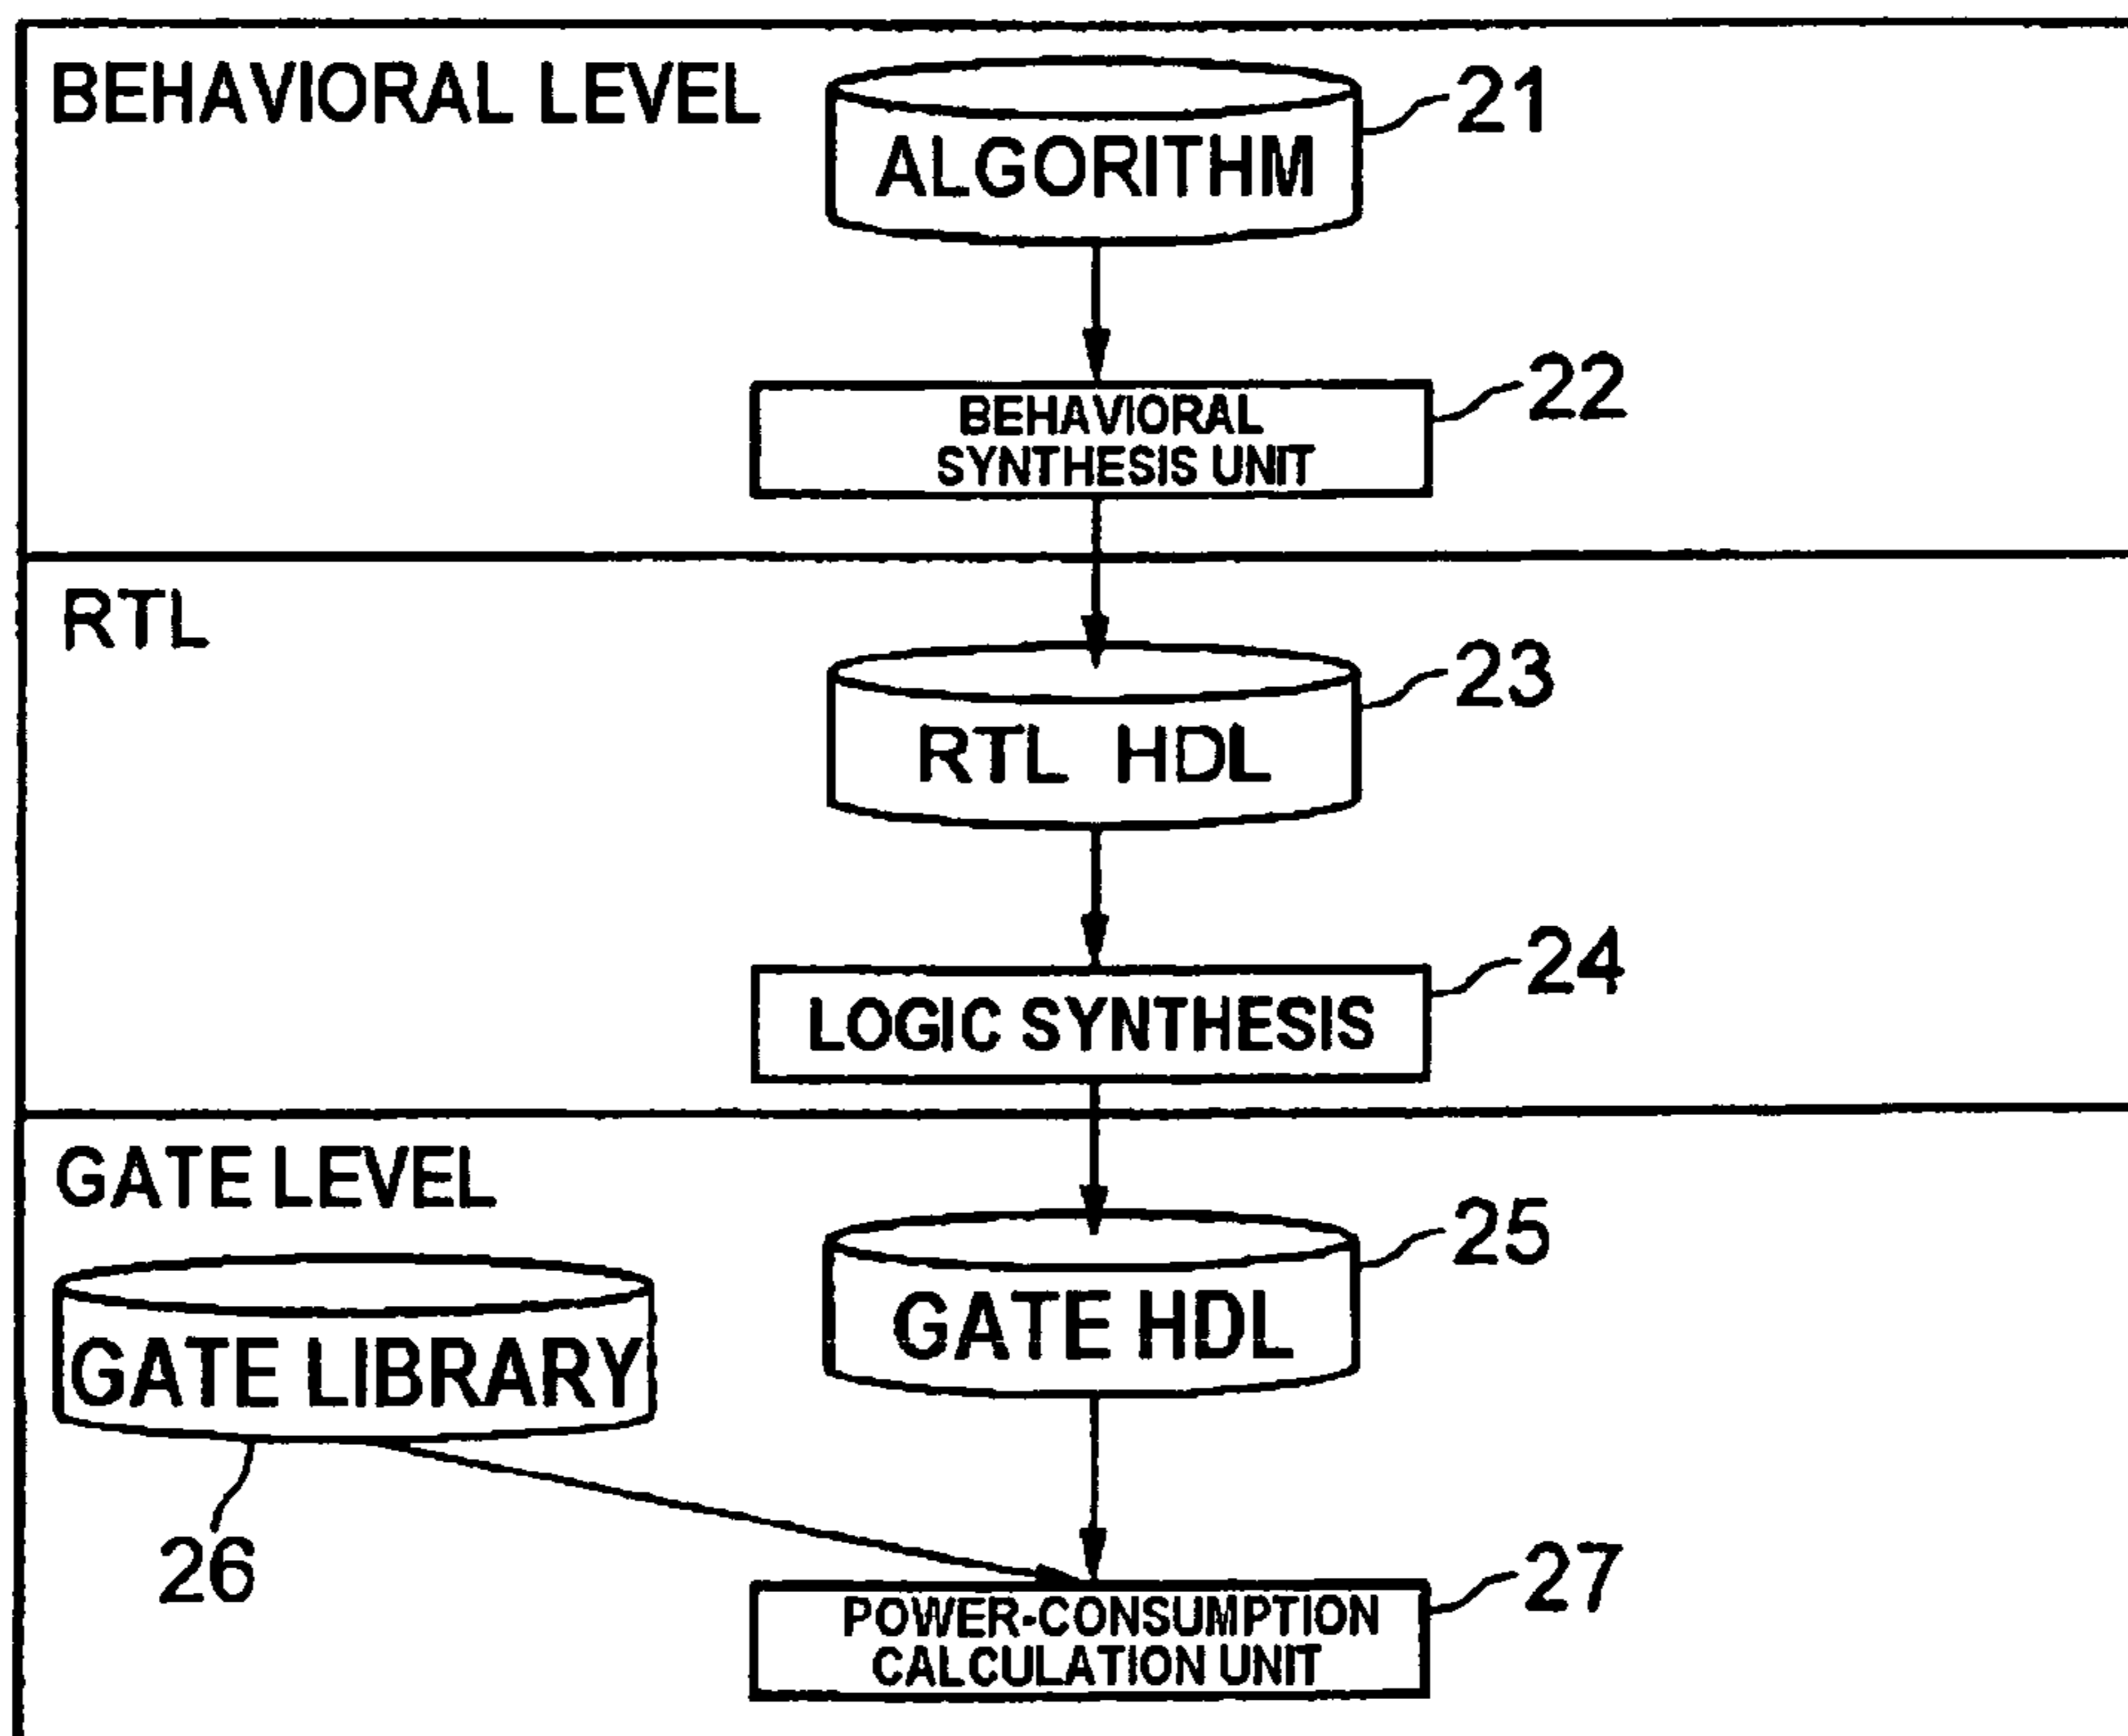 BEHAVIORAL LEVEL
21
ALGORITHM
22
BEHAVIORAL
SYNTHESIS UNIT
RTL
23
RTL HDL
24
LOGIC SYNTHESIS
GATE LEVEL
25
GATE HDL
GATE LIBRARY
26
27
POWER-CONSUMPTION
CALCULATION UNIT